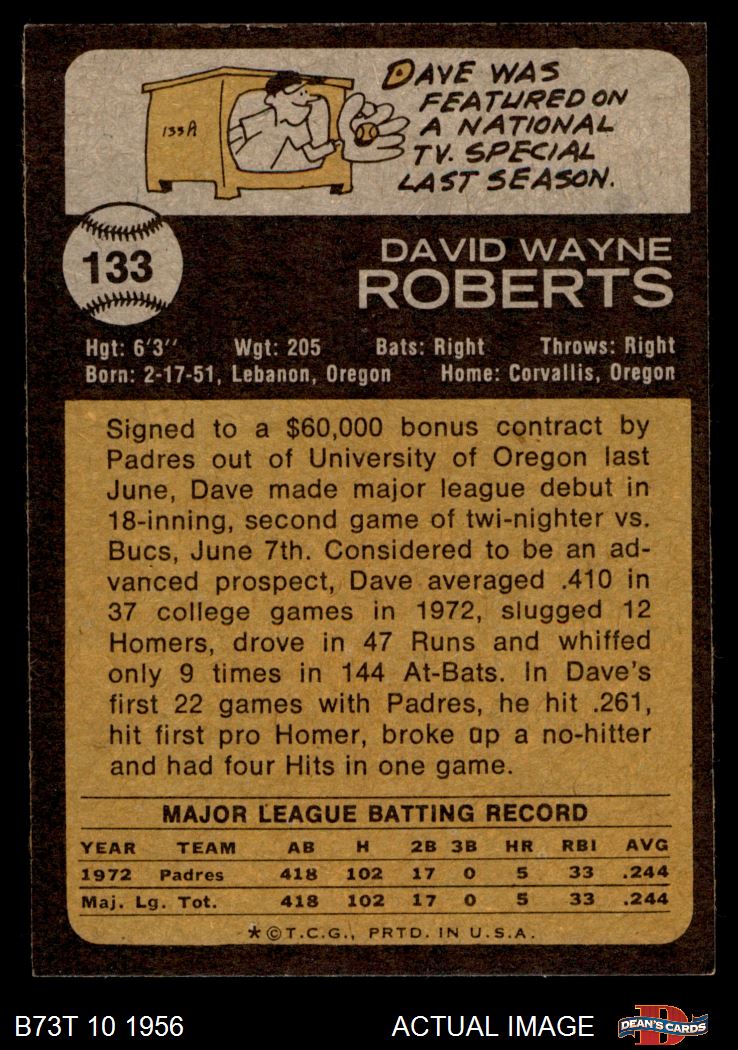 133A
DAVE WAS
FEATURED ON
A NATIONAL
TV. SPECIAL
LAST SEASON.
133
DAVID WAYNE
ROBERTS
Hgt: 6'3'' Wgt: 205 Bats: Right Throws: Right
Born: 2-17-51, Lebanon, Oregon Home: Corvallis, Oregon
Signed to a $60,000 bonus contract by
Padres out of University of Oregon last
June, Dave made major league debut in
18-inning, second game of twi-nighter vs.
Bucs, June 7th. Considered to be an ad-
vanced prospect, Dave averaged .410 in
37 college games in 1972, slugged 12
Homers, drove in 47 Runs and whiffed
only 9 times in 144 At-Bats. In Dave's
first 22 games with Padres, he hit .261,
hit first pro Homer, broke up a no-hitter
and had four Hits in one game.
MAJOR LEAGUE BATTING RECORD
YEAR TEAM AB H 2B 3B HR RBI AVG
1972 Padres 418 102 17 0 5 33 .244
Maj. Lg. Tot. 418 102 17 0 5 33 .244
*©T.C.G., PRTD. IN U.S.A.
B73T 10 1956 ACTUAL IMAGE D DEAN'S CARDS